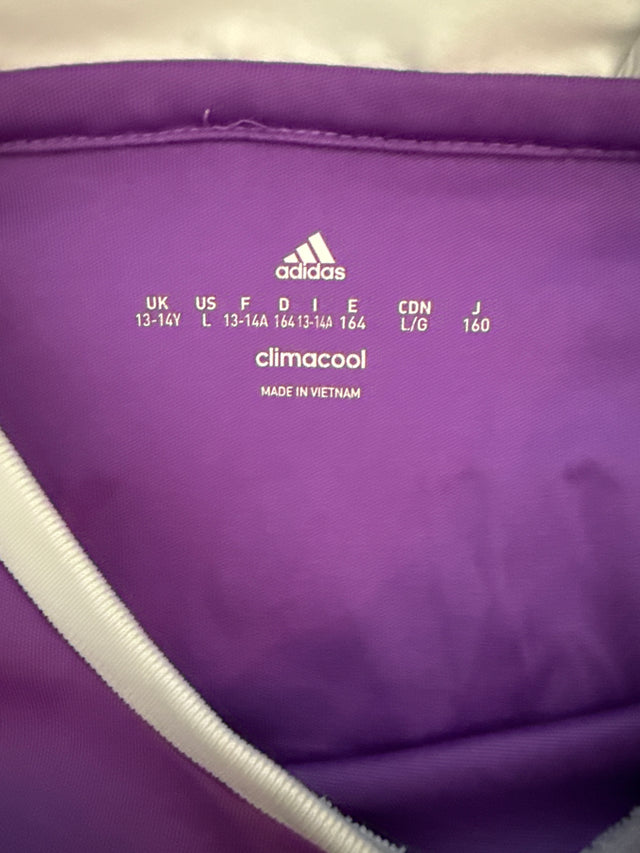 adidas
UK US F D I E CDN J
13-14Y L 13-14A 164 13-14A 164 L/G 160
climacool
MADE IN VIETNAM